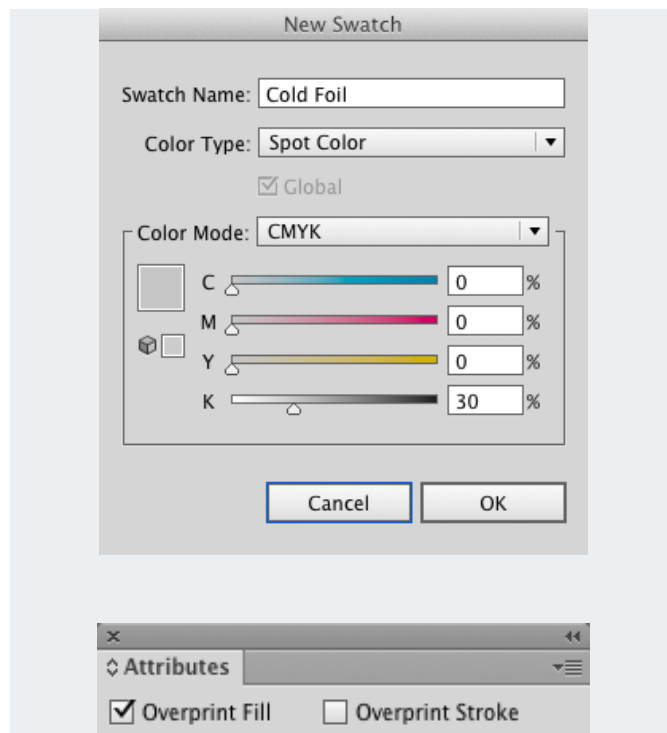 New Swatch
Swatch Name: Cold Foil
Color Type: Spot Color
Global
Color Mode: CMYK
C 0 %
M 0 %
Y 0 %
K 30 %
Cancel OK
Attributes
Overprint Fill Overprint Stroke